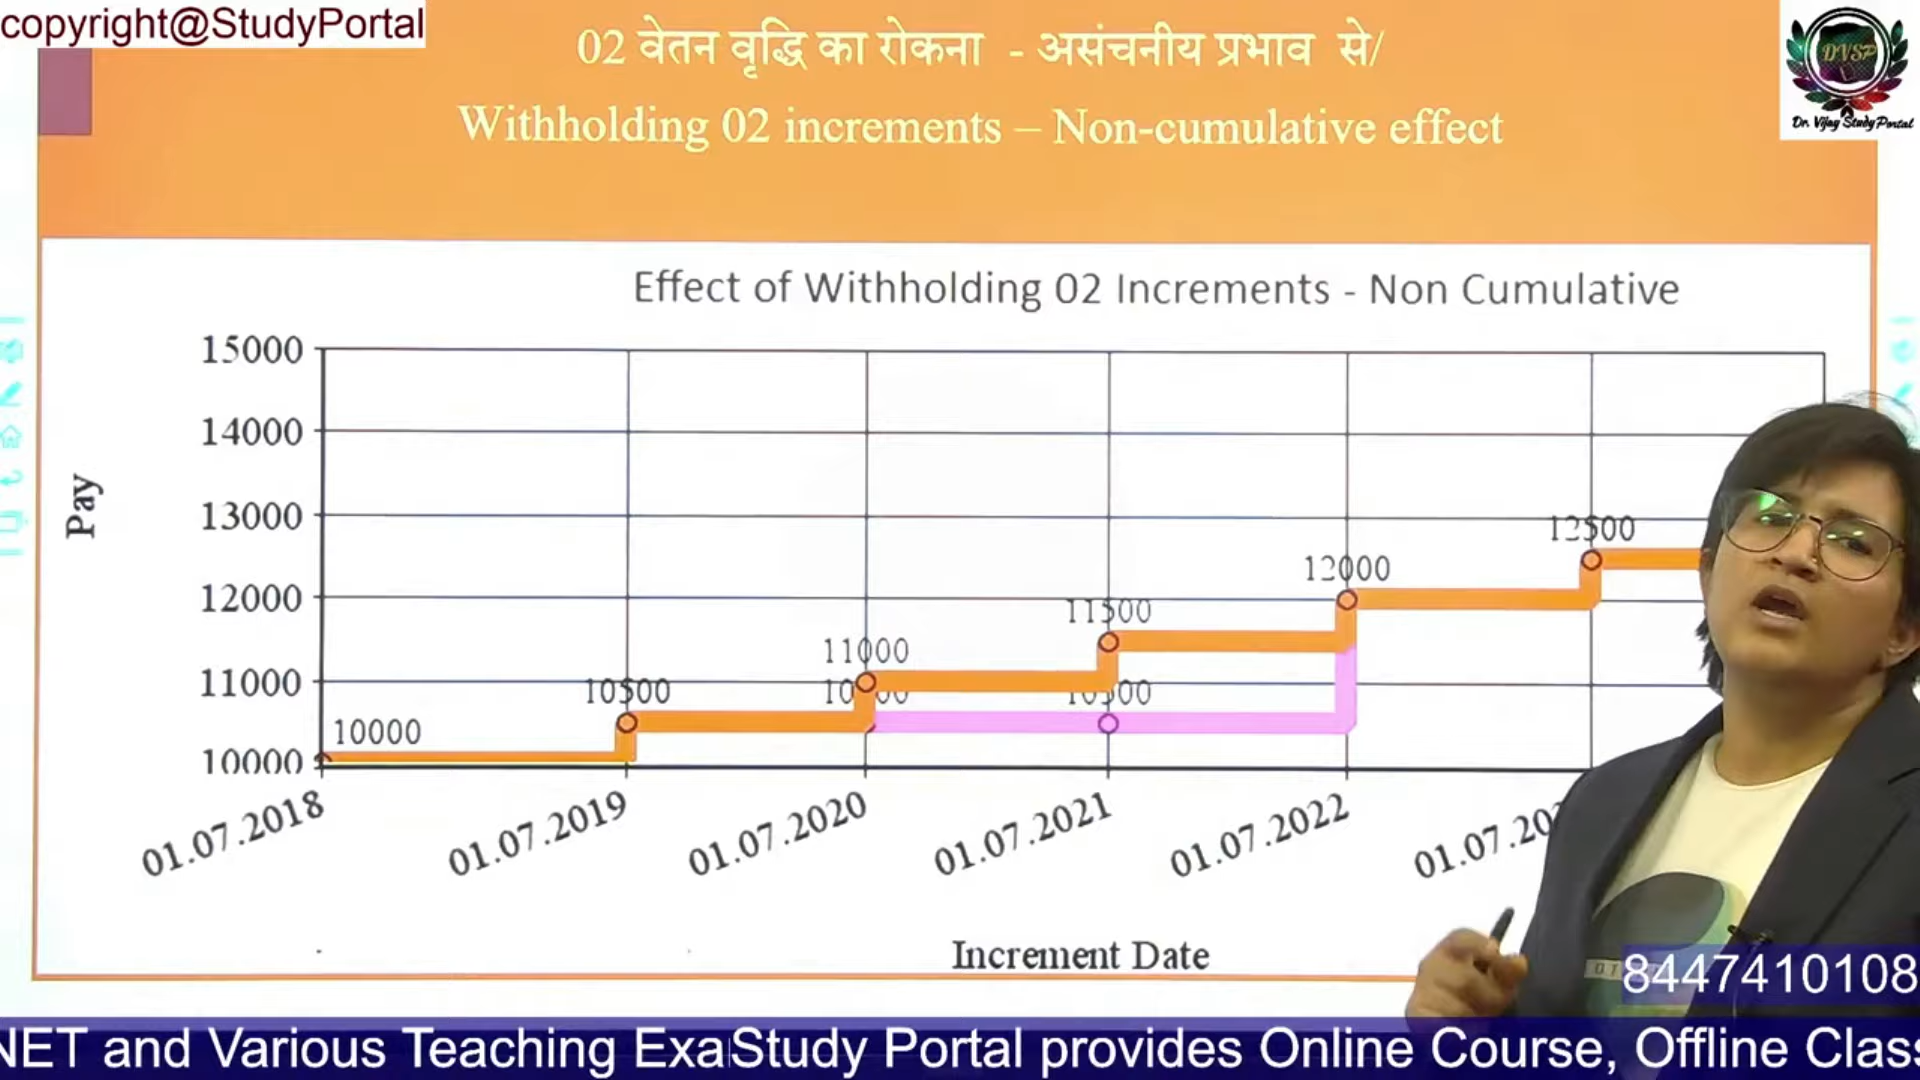 copyright@StudyPortal
02 वेतन वृद्धि का रोकना - असंचनीय प्रभाव से/
Withholding 02 increments – Non-cumulative effect
DVSP
Dr. Vijay StudyPortal
Effect of Withholding 02 Increments - Non Cumulative
15000
14000
13000
12000
11000
10000
Pay
10000
10500
11000
11500
10500
12000
12500
01.07.2018
01.07.2019
01.07.2020
01.07.2021
01.07.2022
Increment Date
8447410108
NET and Various Teaching Exa
Study Portal provides Online Course, Offline Class